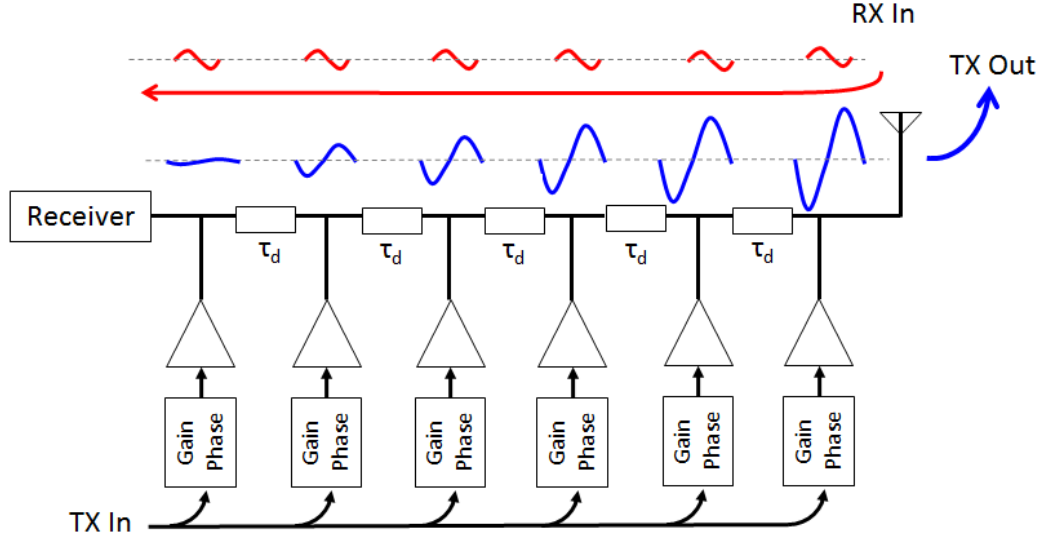 RX In
TX Out
Receiver
τd
τd
τd
τd
τd
Gain
Phase
Gain
Phase
Gain
Phase
Gain
Phase
Gain
Phase
Gain
Phase
TX In